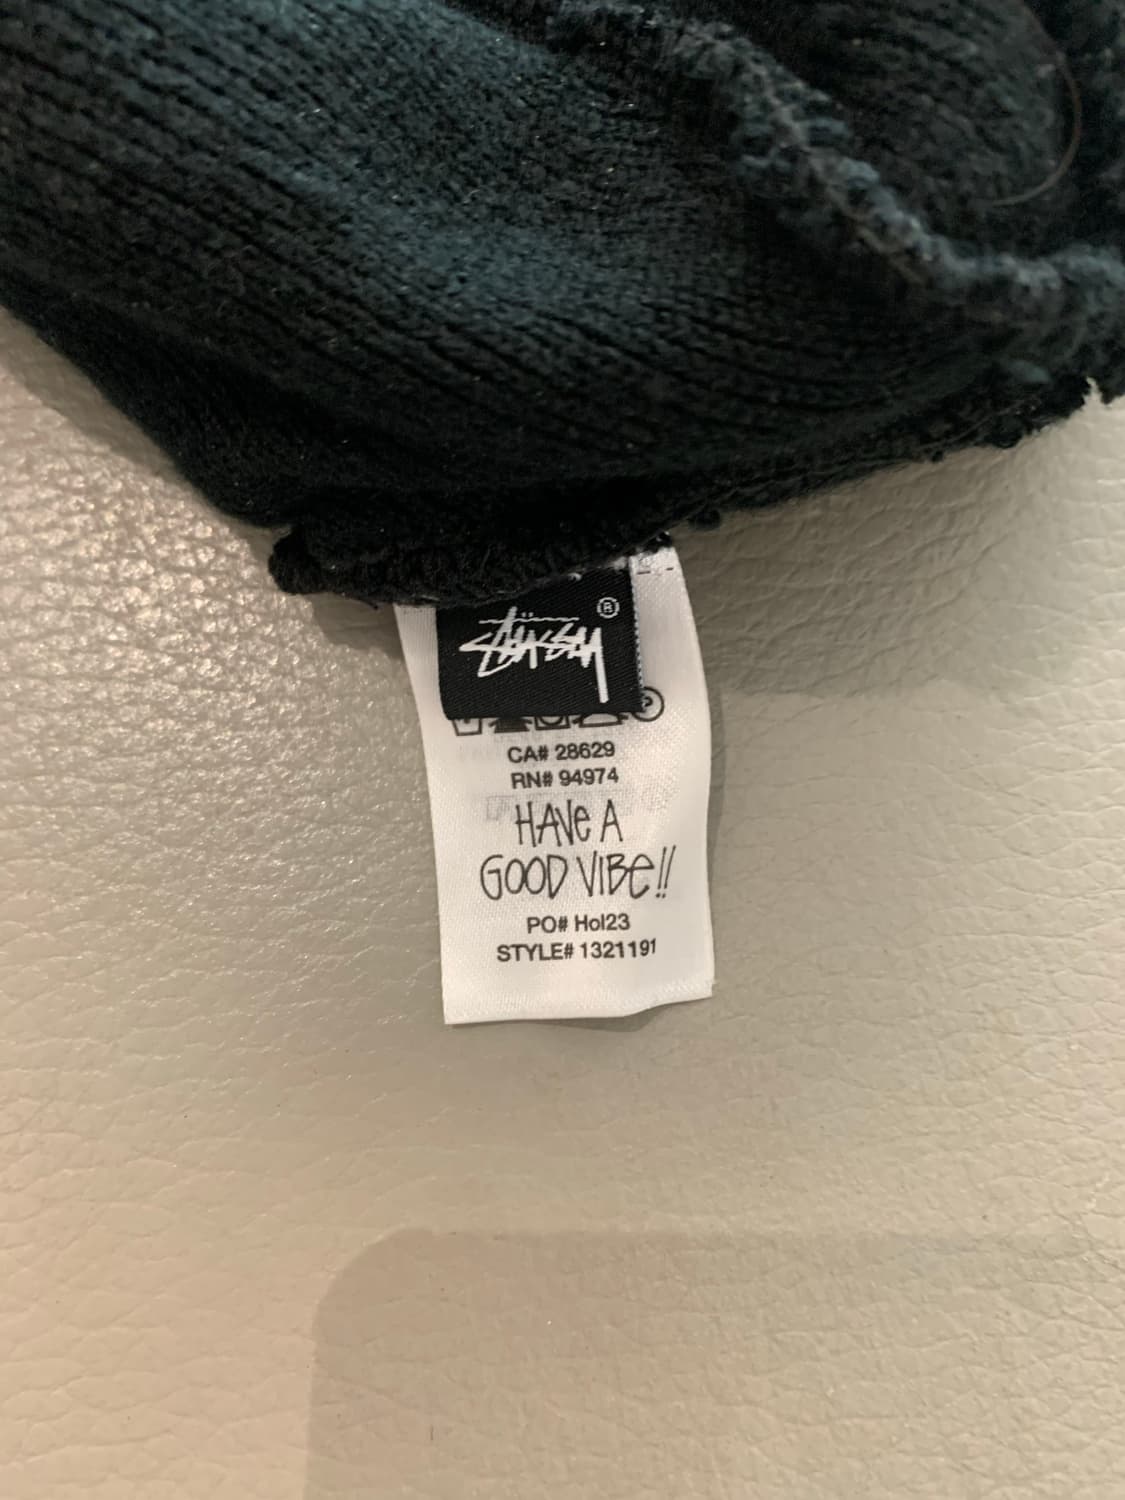 Stüssy ®
CA# 28629
RN# 94974
HAVE A
GOOD VIBE!!
PO# Hol23
STYLE# 1321191